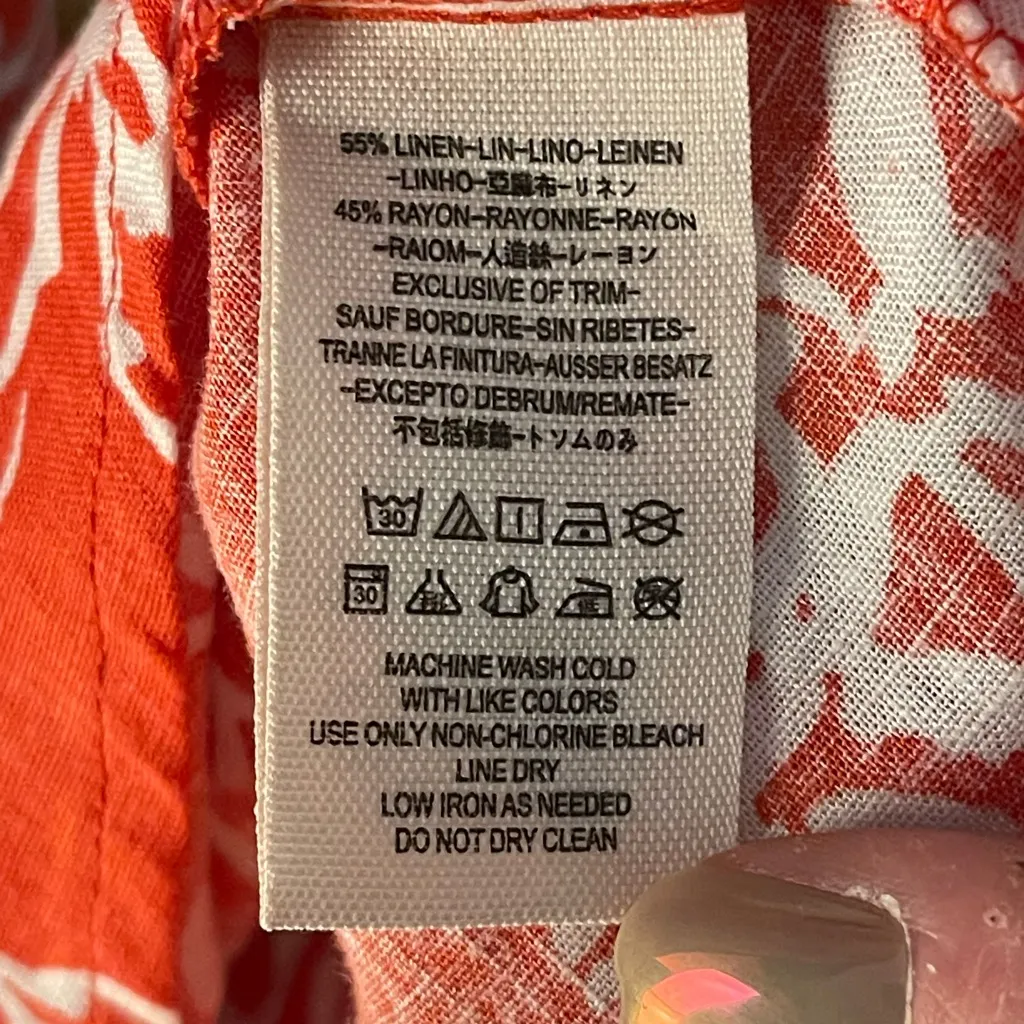 55% LINEN-LIN-LINO-LEINEN
-LINHO-亞麻布-リネン
45% RAYON-RAYONNE-RAYÓN
-RAIOM-人造絲-レーヨン
EXCLUSIVE OF TRIM-
SAUF BORDURE-SIN RIBETES-
TRANNE LA FINITURA-AUSSER BESATZ
-EXCEPTO DEBRUM/REMATE-
不包括修飾-トソムのみ
30
30
MACHINE WASH COLD
WITH LIKE COLORS
USE ONLY NON-CHLORINE BLEACH
LINE DRY
LOW IRON AS NEEDED
DO NOT DRY CLEAN